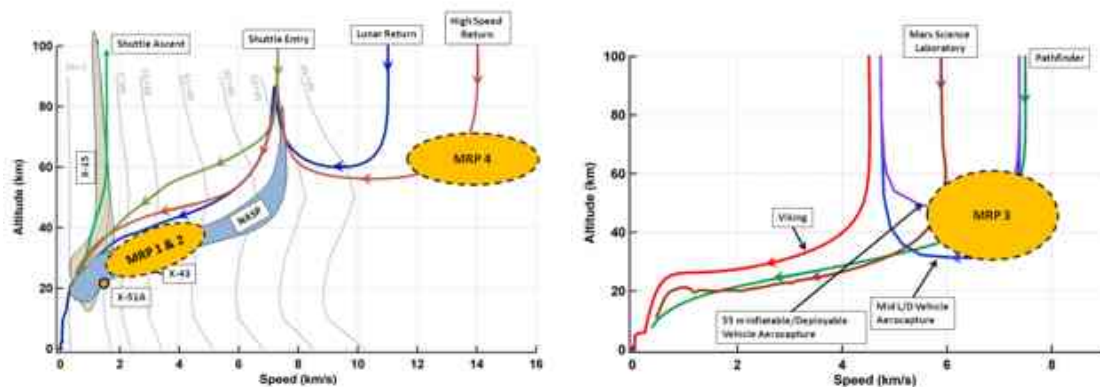 High Speed
Return
Shuttle Ascent
Shuttle Entry
Lunar Return
100
80
60
40
20
0
Altitude (km)
X-15
MRP 4
WASP
MRP 1 & 2
X-43
X-51A
0
2
4
6
8
10
12
14
16
Speed (km/s)
Mars Science
Laboratory
Pathfinder
100
80
60
40
20
0
Altitude (km)
MRP 3
Viking
55 m Inflatable/Deployable
Vehicle Aerocapture
Mid L/D Vehicle
Aerocapture
0
2
4
6
8
Speed (km/s)